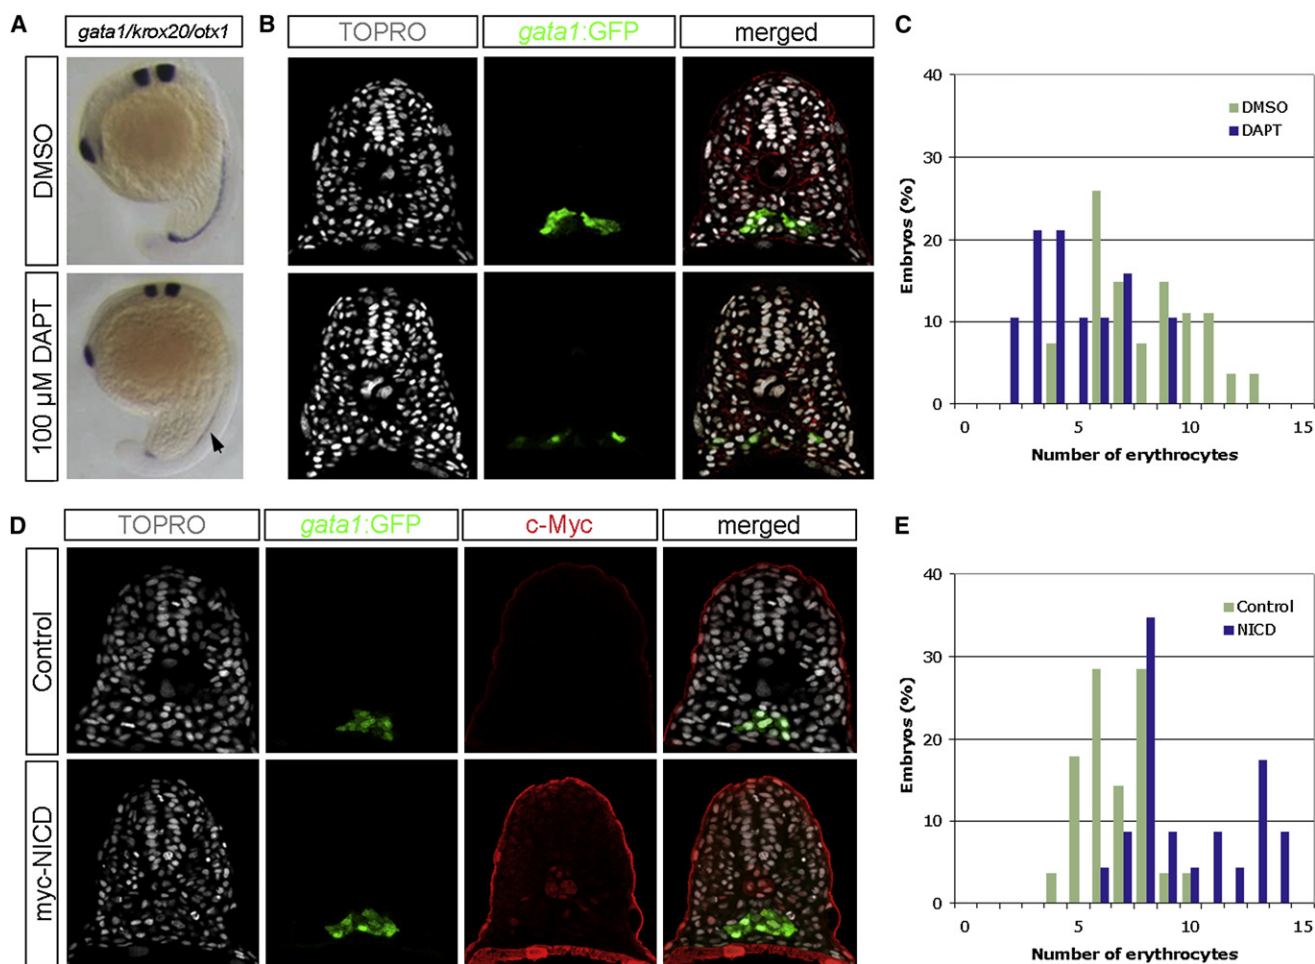 A
gata1/krox20/otx1
DMSO
100 µM DAPT
B
TOPRO
gata1:GFP
merged
C
40
30
20
10
0
Embryos (%)
DMSO
DAPT
0 5 10 15
Number of erythrocytes
D
TOPRO
gata1:GFP
c-Myc
merged
Control
myc-NICD
E
40
30
20
10
0
Embryos (%)
Control
NICD
0 5 10 15
Number of erythrocytes